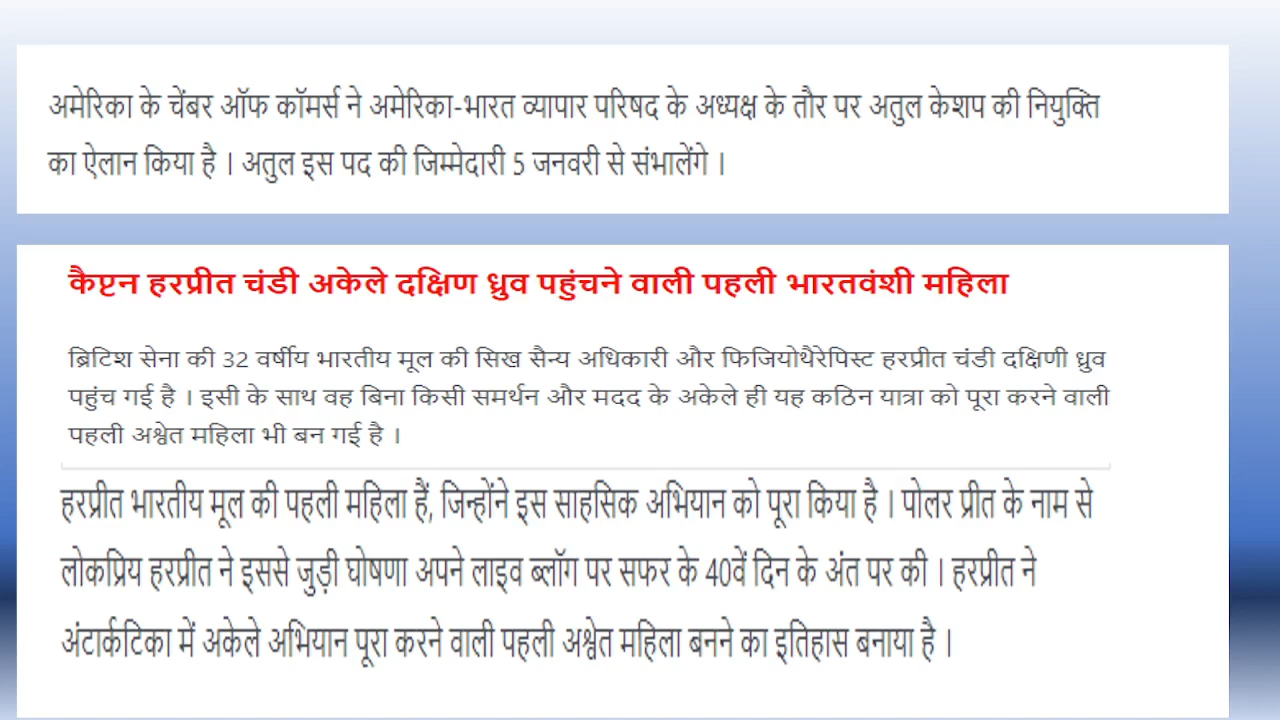 अमेरिका के चेंबर ऑफ कॉमर्स ने अमेरिका-भारत व्यापार परिषद के अध्यक्ष के तौर पर अतुल केशप की नियुक्ति
का ऐलान किया है । अतुल इस पद की जिम्मेदारी 5 जनवरी से संभालेंगे ।
कैप्टन हरप्रीत चंडी अकेले दक्षिण ध्रुव पहुंचने वाली पहली भारतवंशी महिला
ब्रिटिश सेना की 32 वर्षीय भारतीय मूल की सिख सैन्य अधिकारी और फिजियोथैरेपिस्ट हरप्रीत चंडी दक्षिणी ध्रुव
पहुंच गई है । इसी के साथ वह बिना किसी समर्थन और मदद के अकेले ही यह कठिन यात्रा को पूरा करने वाली
पहली अश्वेत महिला भी बन गई है ।
हरप्रीत भारतीय मूल की पहली महिला हैं, जिन्होंने इस साहसिक अभियान को पूरा किया है । पोलर प्रीत के नाम से
लोकप्रिय हरप्रीत ने इससे जुड़ी घोषणा अपने लाइव ब्लॉग पर सफर के 40वें दिन के अंत पर की । हरप्रीत ने
अंटार्कटिका में अकेले अभियान पूरा करने वाली पहली अश्वेत महिला बनने का इतिहास बनाया है ।